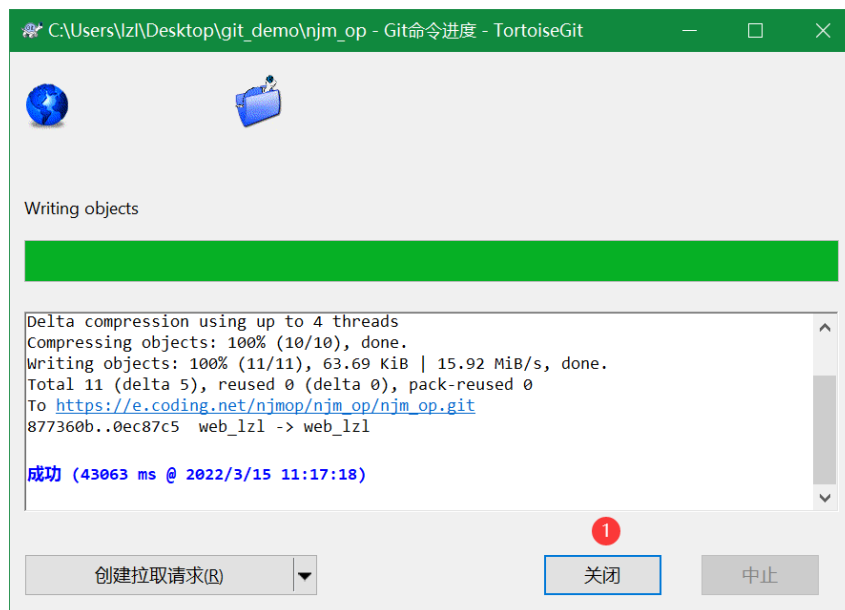 C:\Users\lzl\Desktop\git_demo\njm_op - Git命令进度 - TortoiseGit
Writing objects
Delta compression using up to 4 threads
Compressing objects: 100% (10/10), done.
Writing objects: 100% (11/11), 63.69 KiB | 15.92 MiB/s, done.
Total 11 (delta 5), reused 0 (delta 0), pack-reused 0
To https://e.coding.net/njmop/njm_op/njm_op.git
877360b..0ec87c5  web_lzl -> web_lzl
成功 (43063 ms @ 2022/3/15 11:17:18)
1
创建拉取请求(R) 关闭 中止